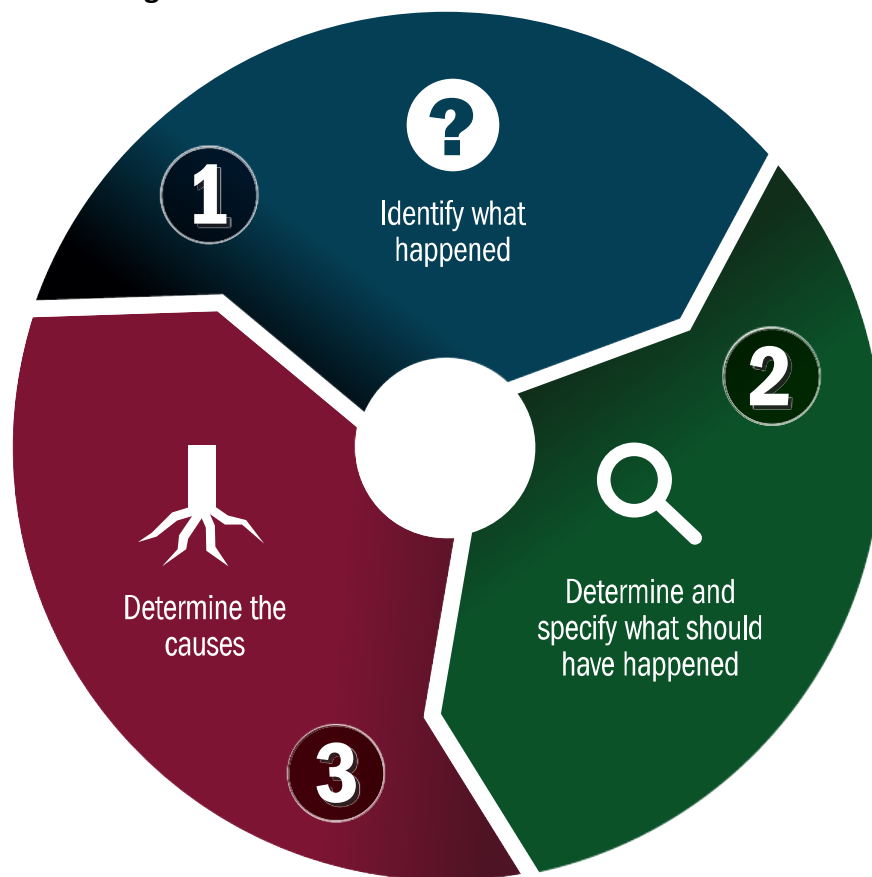 1
?
Identify what
happened
2
Determine and
specify what should
have happened
Determine the
causes
3